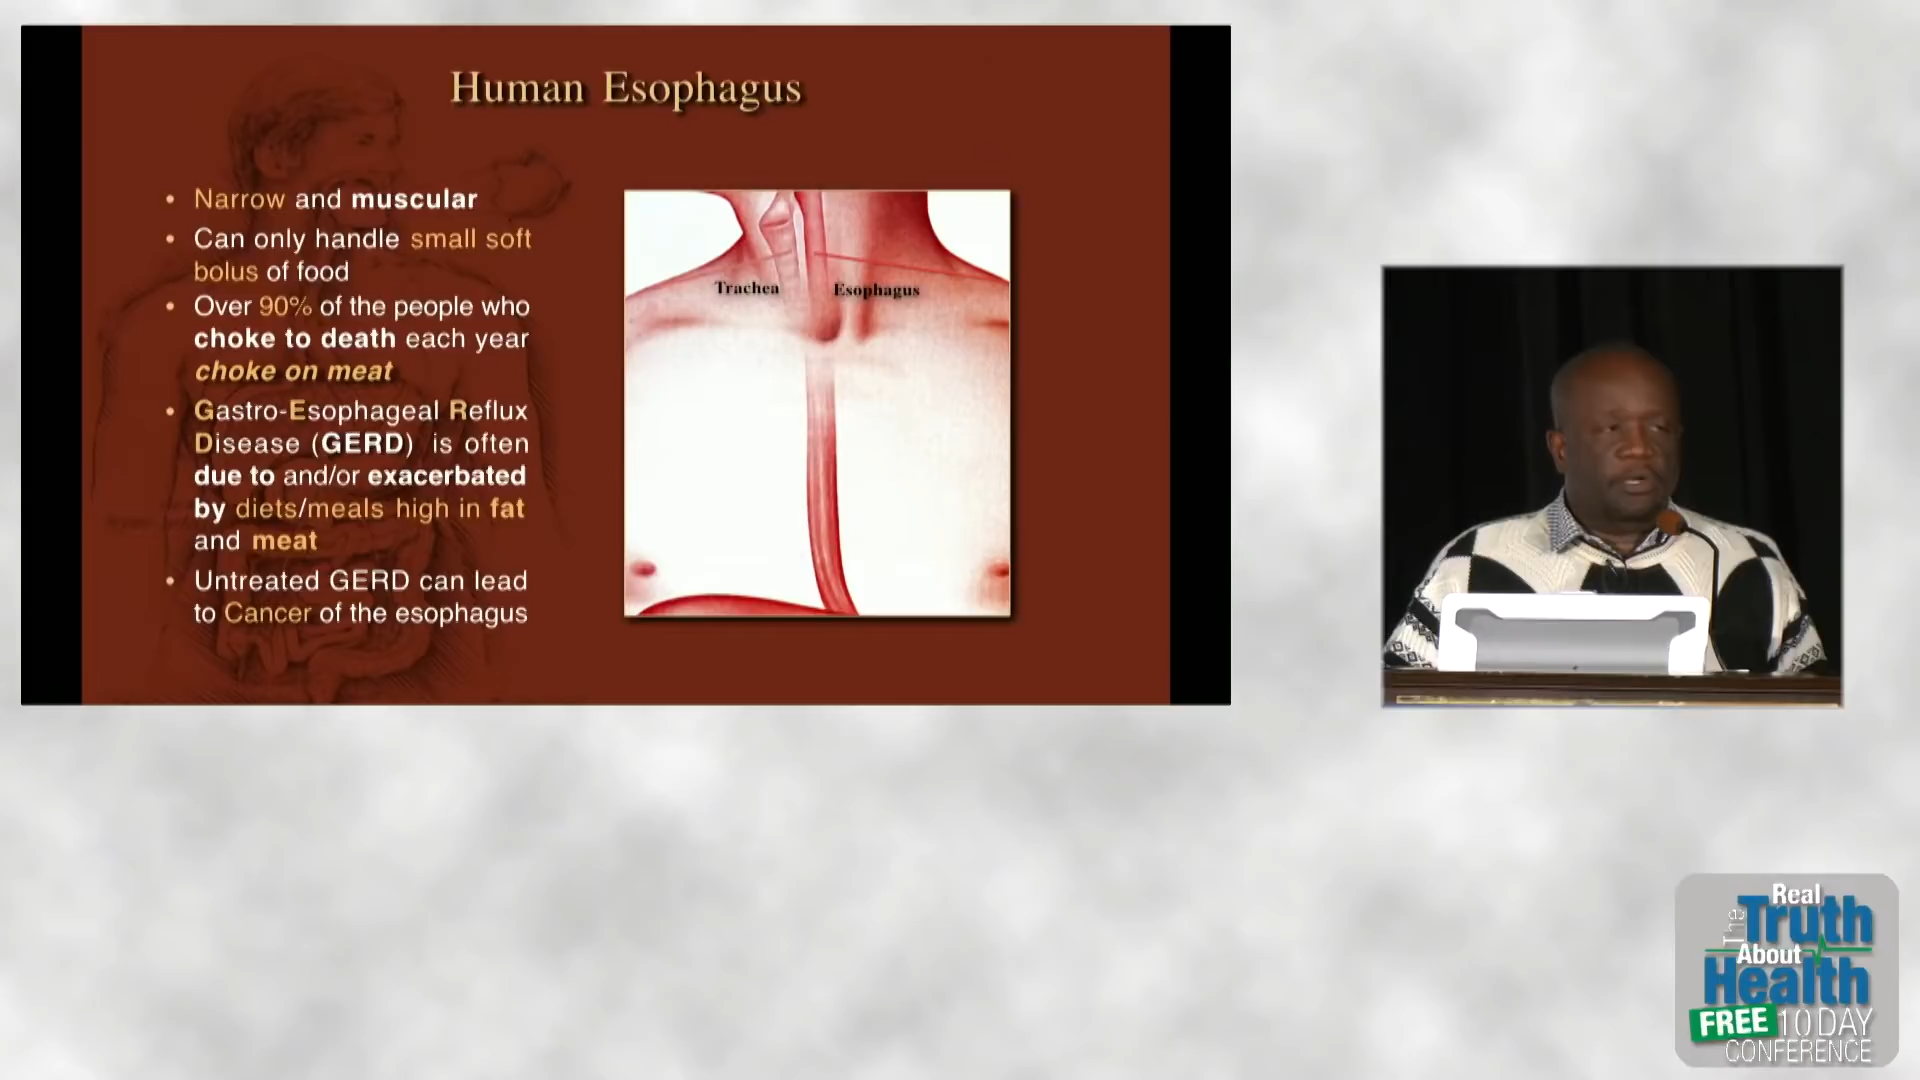 Human Esophagus
• Narrow and muscular
• Can only handle small soft
bolus of food
• Over 90% of the people who
choke to death each year
choke on meat
• Gastro-Esophageal Reflux
Disease (GERD) is often
due to and/or exacerbated
by diets/meals high in fat
and meat
• Untreated GERD can lead
to Cancer of the esophagus
Trachea
Esophagus
The Real
Truth
About
Health
FREE 10 DAY
CONFERENCE